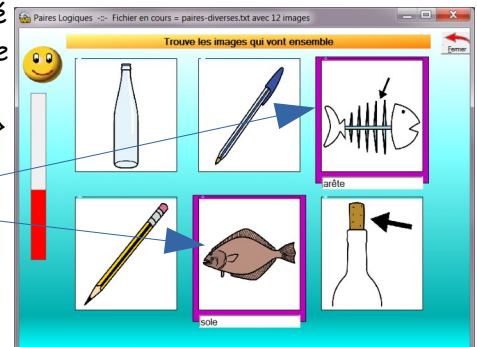 é
Paires Logiques -::- Fichier en cours = paires-diverses.txt avec 12 images
e
Trouve les images qui vont ensemble
Fermer
arête
sole